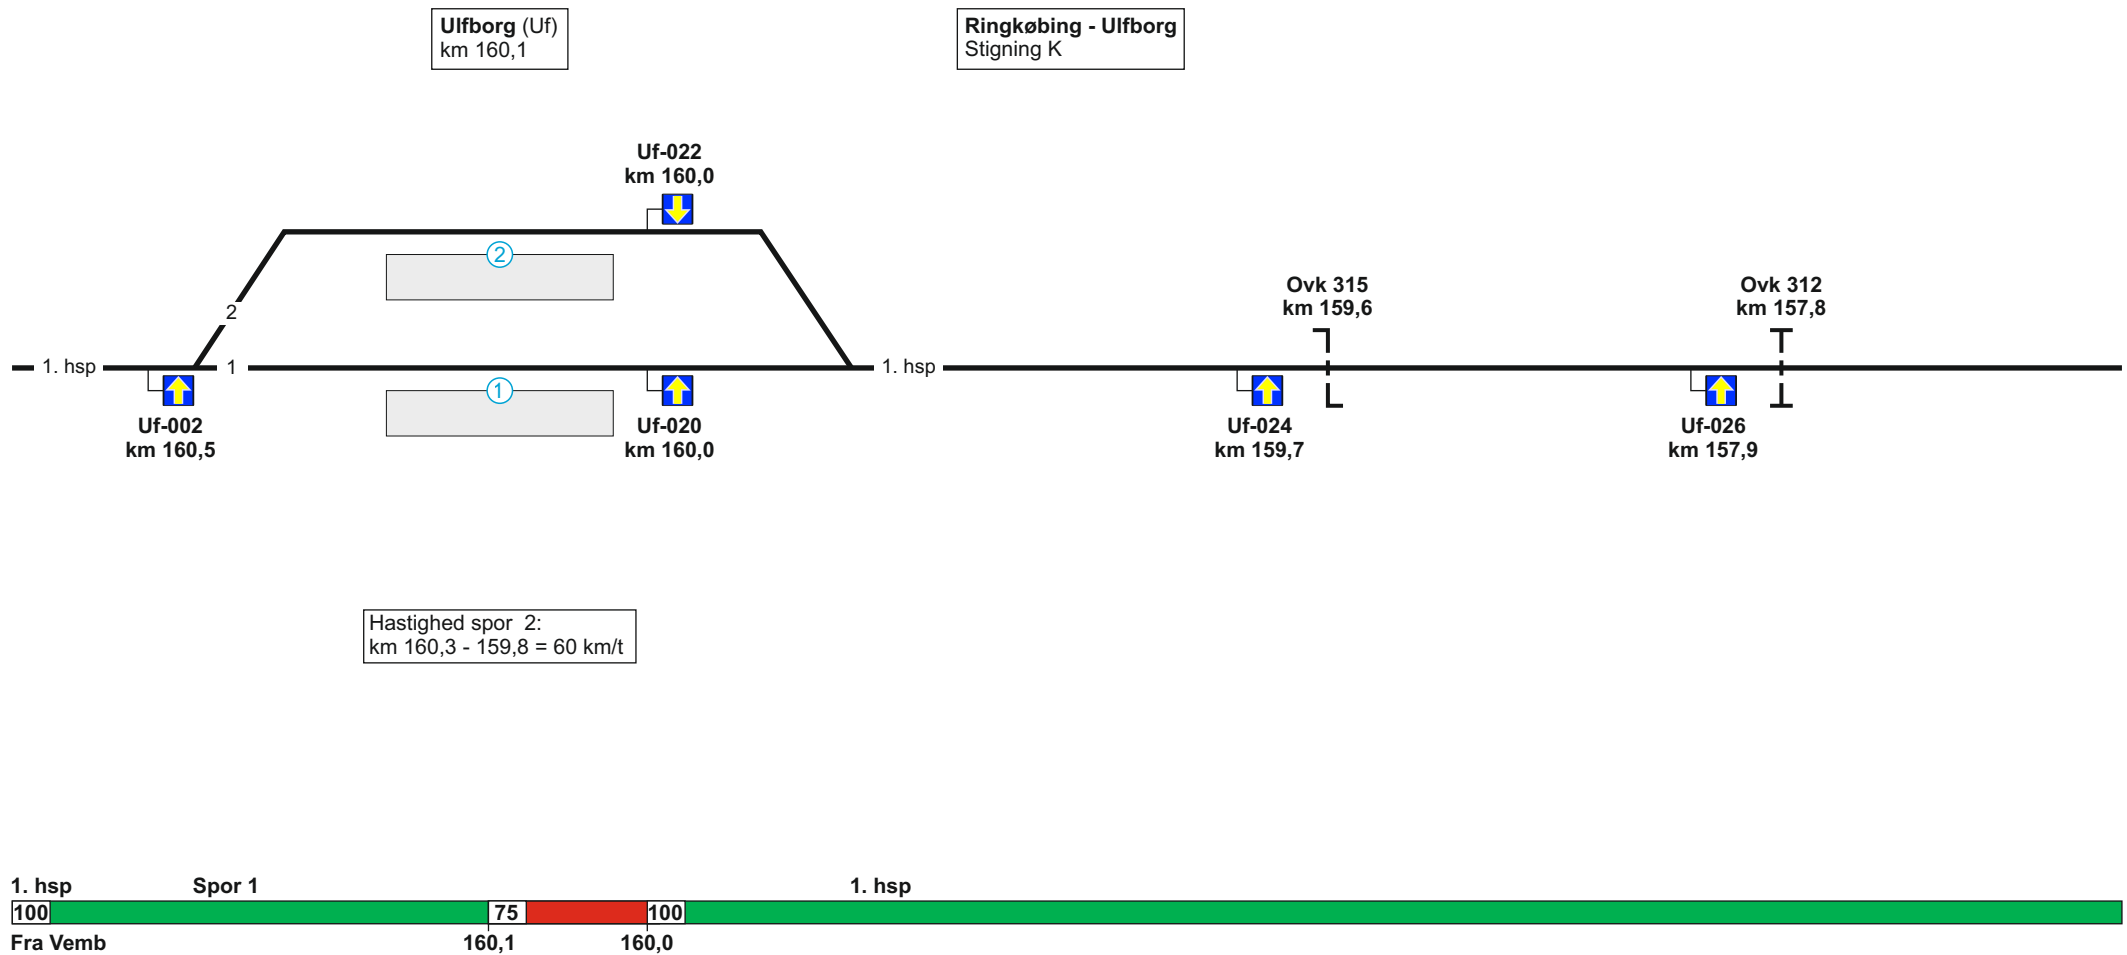 Ulfborg (Uf)
km 160,1
Ringkøbing - Ulfborg
Stigning K
Uf-022
km 160,0
2
2
Ovk 315
km 159,6
Ovk 312
km 157,8
1. hsp
1
1. hsp
1
Uf-002
km 160,5
Uf-020
km 160,0
Uf-024
km 159,7
Uf-026
km 157,9
Hastighed spor 2:
km 160,3 - 159,8 = 60 km/t
1. hsp
Spor 1
1. hsp
100
75
100
Fra Vemb
160,1
160,0